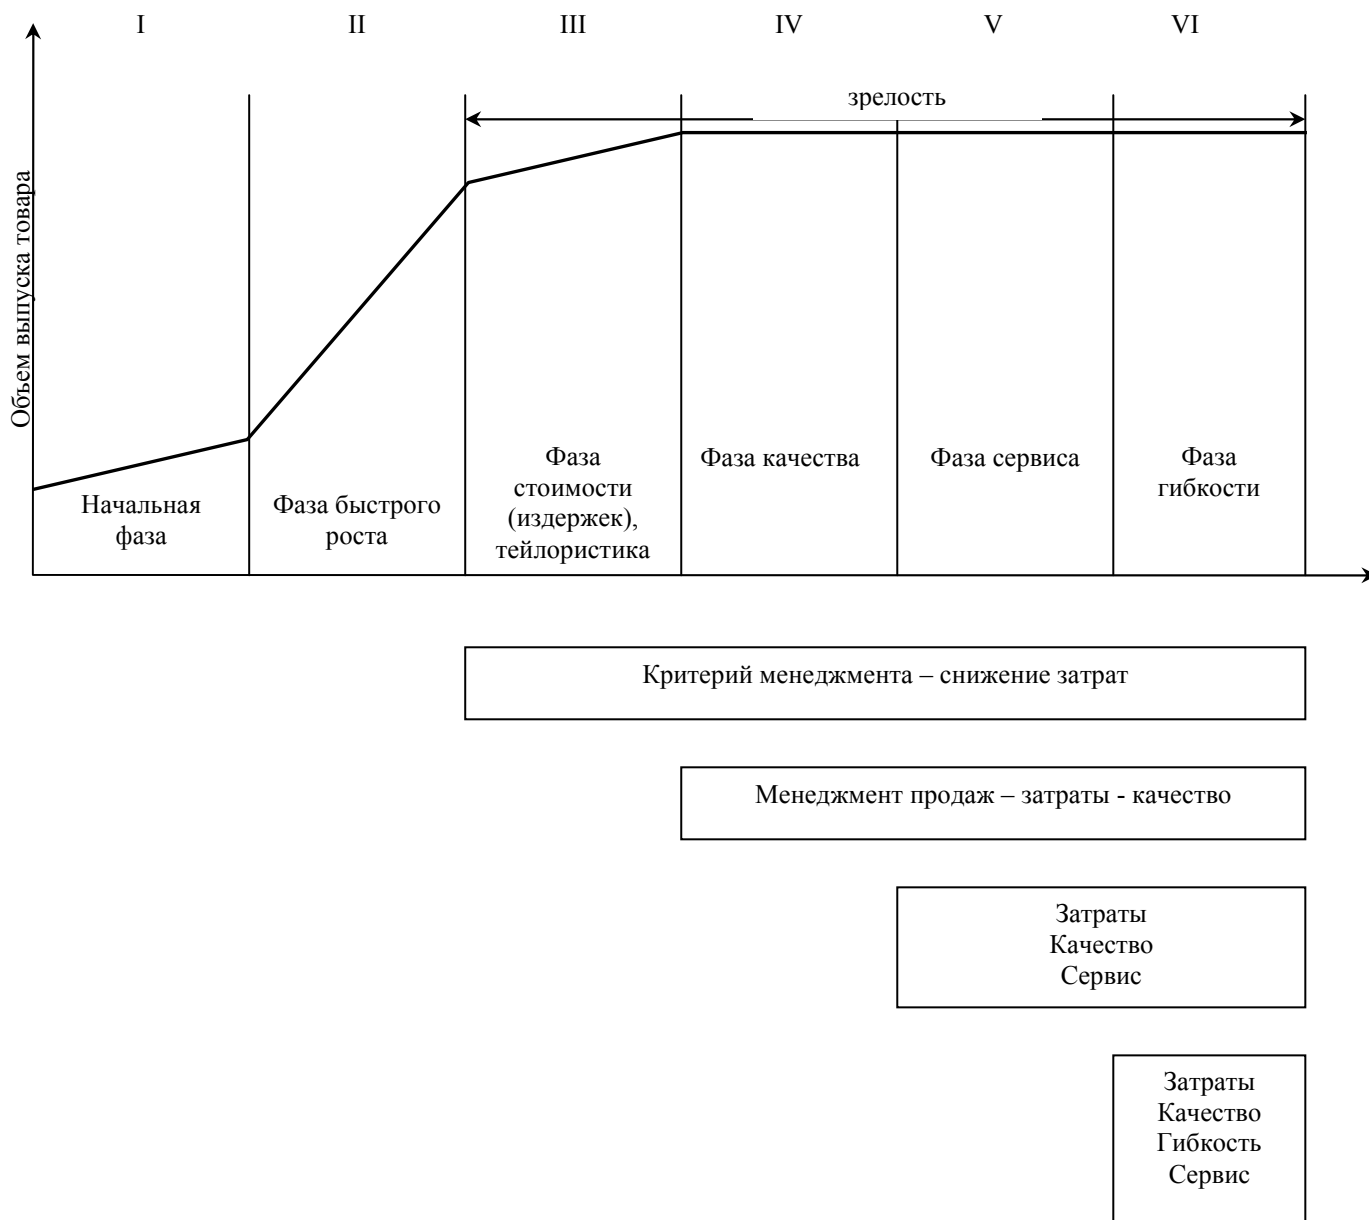 I II III IV V VI
зрелость
Объем выпуска товара
Начальная
фаза
Фаза быстрого
роста
Фаза
стоимости
(издержек),
тейлористика
Фаза качества
Фаза сервиса
Фаза
гибкости
Критерий менеджмента – снижение затрат
Менеджмент продаж – затраты - качество
Затраты
Качество
Сервис
Затраты
Качество
Гибкость
Сервис